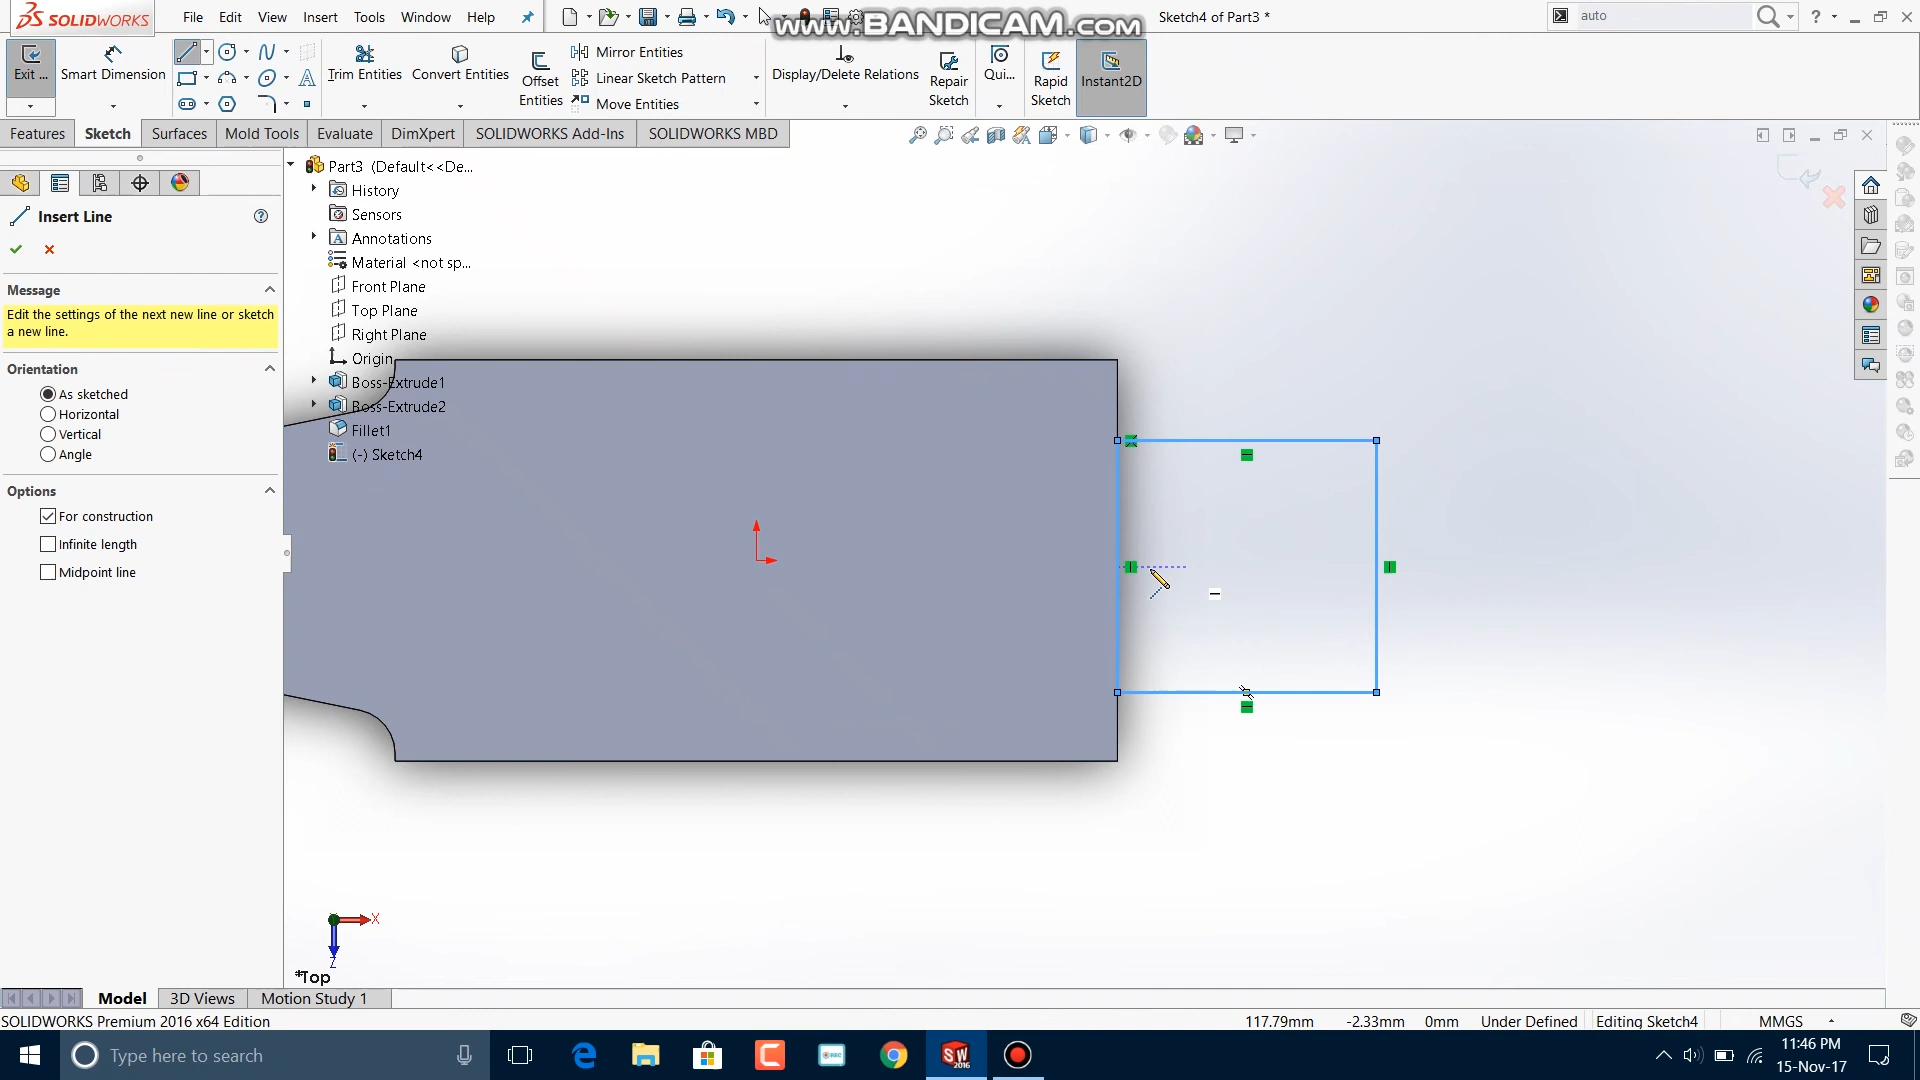 SOLIDWORKS
File Edit View Insert Tools Window Help
www.BANDICAM.com
Sketch4 of Part3 *
auto
Exit ...
Smart Dimension
Trim Entities
Convert Entities
Offset Entities
Mirror Entities
Linear Sketch Pattern
Move Entities
Display/Delete Relations
Repair Sketch
Qui...
Rapid Sketch
Instant2D
Features Sketch Surfaces Mold Tools Evaluate DimXpert SOLIDWORKS Add-Ins SOLIDWORKS MBD
Part3 (Default<<De...
History
Sensors
Annotations
Material <not sp...
Front Plane
Top Plane
Right Plane
Origin
Boss-Extrude1
Boss-Extrude2
Fillet1
(-) Sketch4
Insert Line
Message
Edit the settings of the next new line or sketch
a new line.
Orientation
As sketched
Horizontal
Vertical
Angle
Options
For construction
Infinite length
Midpoint line
X
Z
*Top
Model 3D Views Motion Study 1
SOLIDWORKS Premium 2016 x64 Edition
117.79mm -2.33mm 0mm Under Defined Editing Sketch4 MMGS
Type here to search
REC
SW
2016
11:46 PM
15-Nov-17